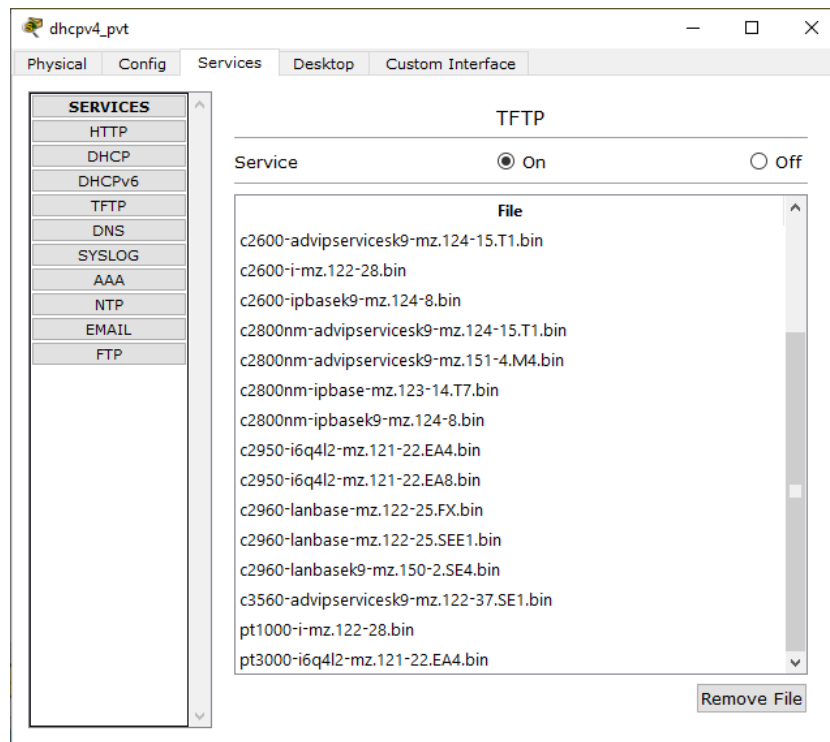 dhcpv4_pvt
Physical Config Services Desktop Custom Interface
SERVICES
HTTP
DHCP
DHCPv6
TFTP
DNS
SYSLOG
AAA
NTP
EMAIL
FTP
TFTP
Service On Off
File
c2600-advipservicesk9-mz.124-15.T1.bin
c2600-i-mz.122-28.bin
c2600-ipbasek9-mz.124-8.bin
c2800nm-advipservicesk9-mz.124-15.T1.bin
c2800nm-advipservicesk9-mz.151-4.M4.bin
c2800nm-ipbase-mz.123-14.T7.bin
c2800nm-ipbasek9-mz.124-8.bin
c2950-i6q4l2-mz.121-22.EA4.bin
c2950-i6q4l2-mz.121-22.EA8.bin
c2960-lanbase-mz.122-25.FX.bin
c2960-lanbase-mz.122-25.SEE1.bin
c2960-lanbasek9-mz.150-2.SE4.bin
c3560-advipservicesk9-mz.122-37.SE1.bin
pt1000-i-mz.122-28.bin
pt3000-i6q4l2-mz.121-22.EA4.bin
Remove File